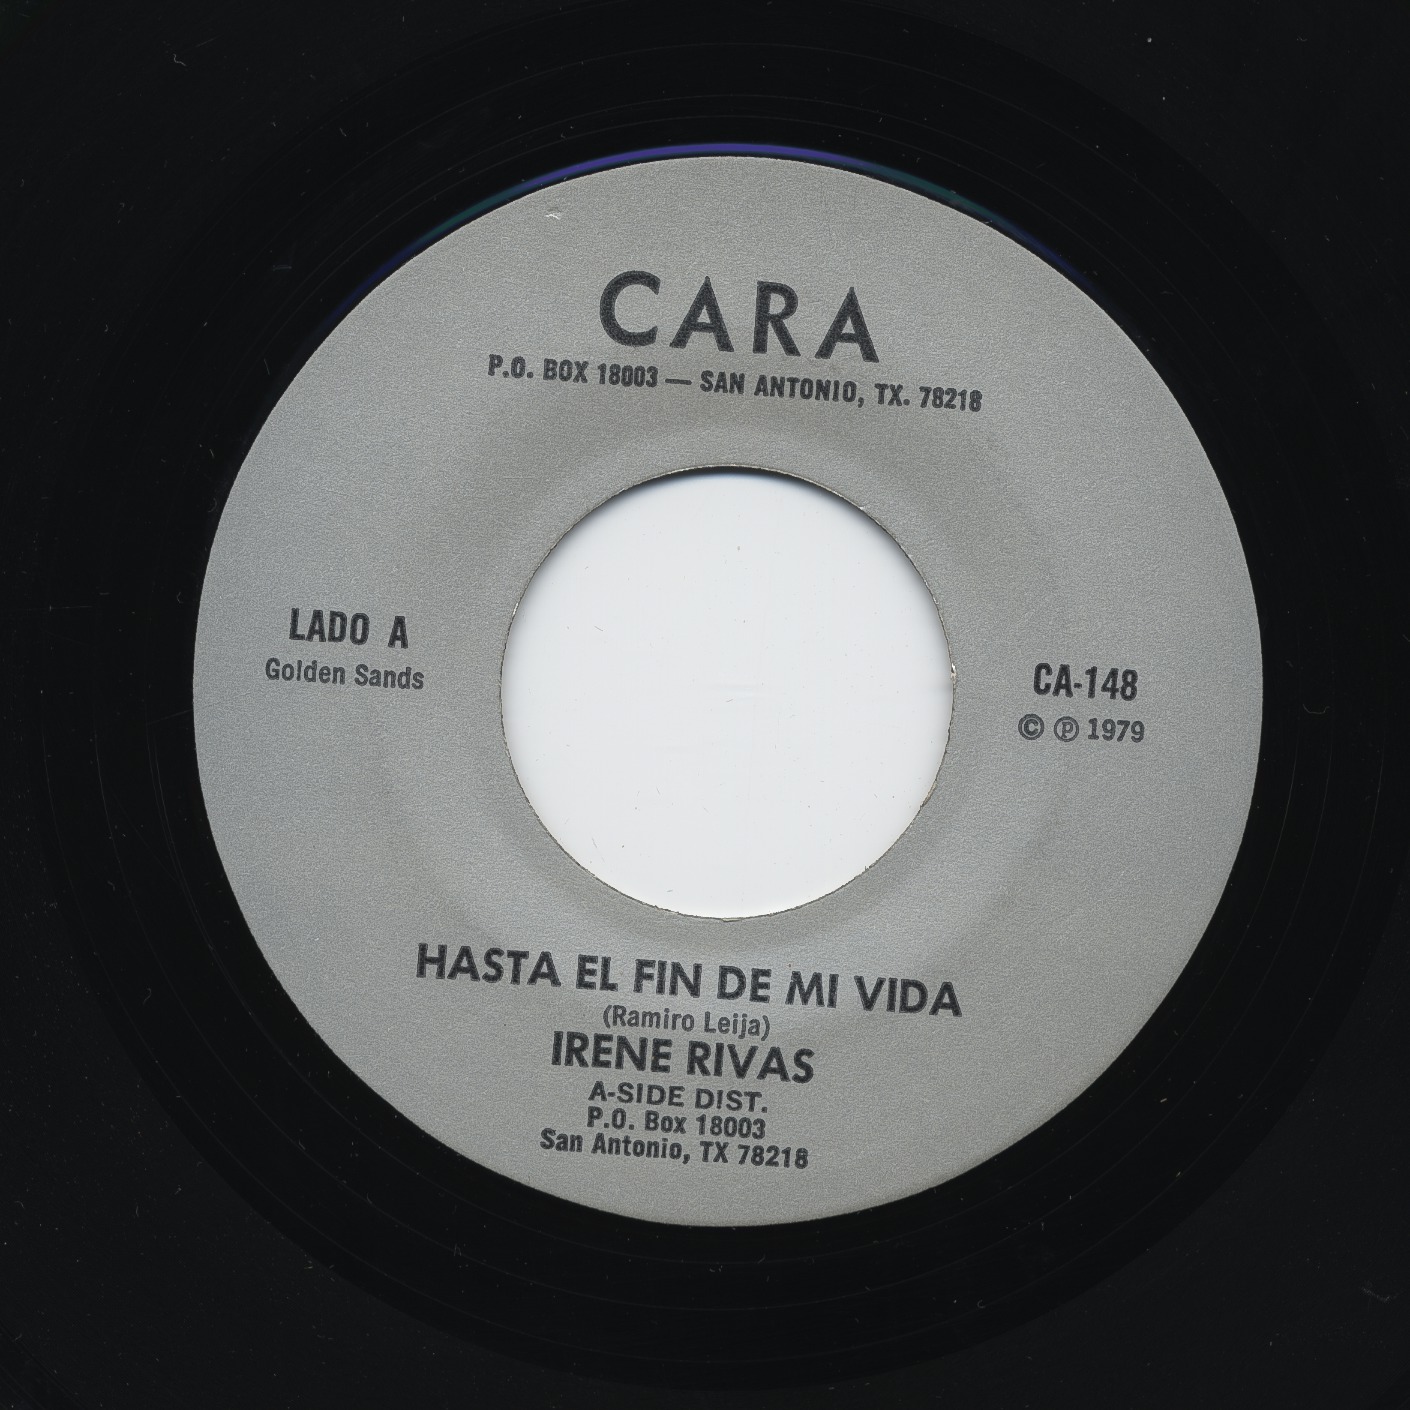 CARA
P.O. BOX 18003 — SAN ANTONIO, TX. 78218
LADO A
Golden Sands
CA-148
© ℗ 1979
HASTA EL FIN DE MI VIDA
(Ramiro Leija)
IRENE RIVAS
A-SIDE DIST.
P.O. Box 18003
San Antonio, TX 78218